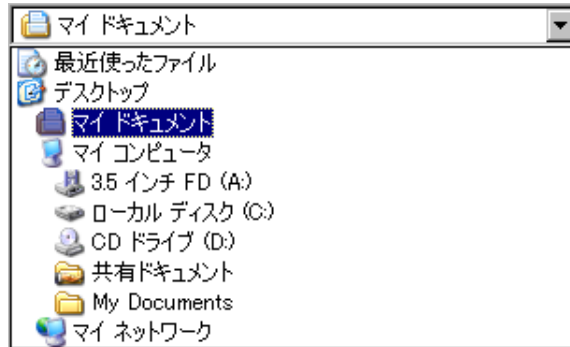 マイ ドキュメント
最近使ったファイル
デスクトップ
マイ ドキュメント
マイ コンピュータ
3.5 インチ FD (A:)
ローカル ディスク (C:)
CD ドライブ (D:)
共有ドキュメント
My Documents
マイ ネットワーク